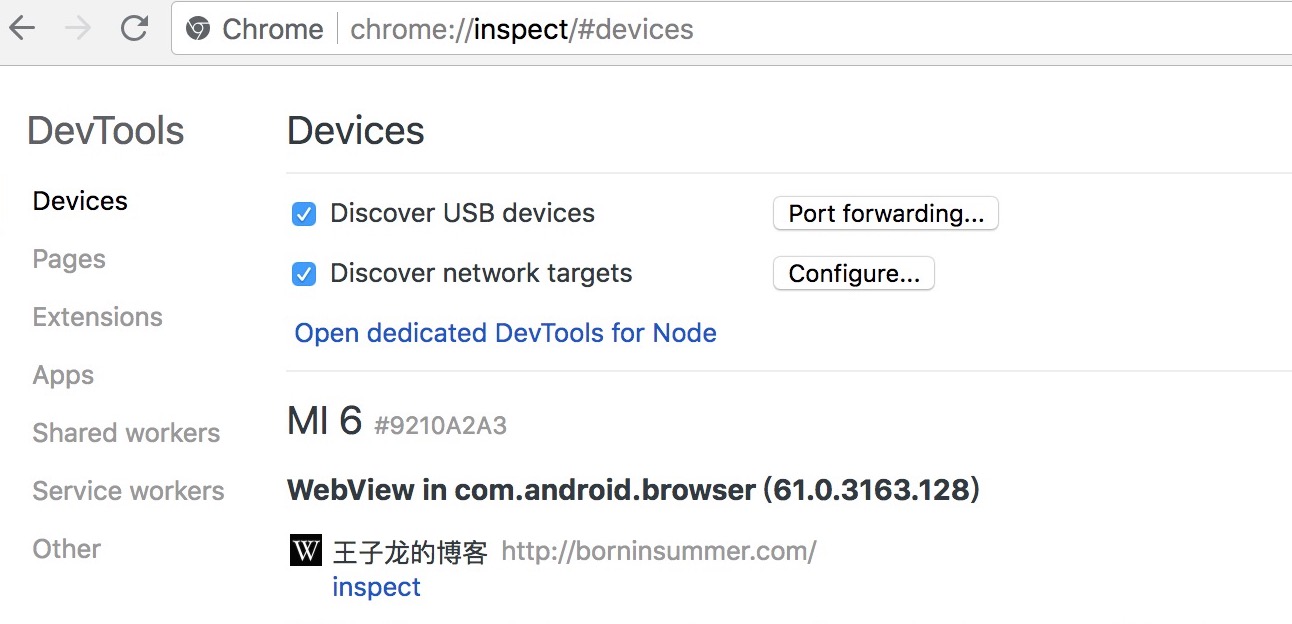 Chrome chrome://inspect/#devices
DevTools
Devices
Pages
Extensions
Apps
Shared workers
Service workers
Other
Devices
Discover USB devices Port forwarding...
Discover network targets Configure...
Open dedicated DevTools for Node
MI 6 #9210A2A3
WebView in com.android.browser (61.0.3163.128)
W 王子龙的博客 http://borninsummer.com/
inspect